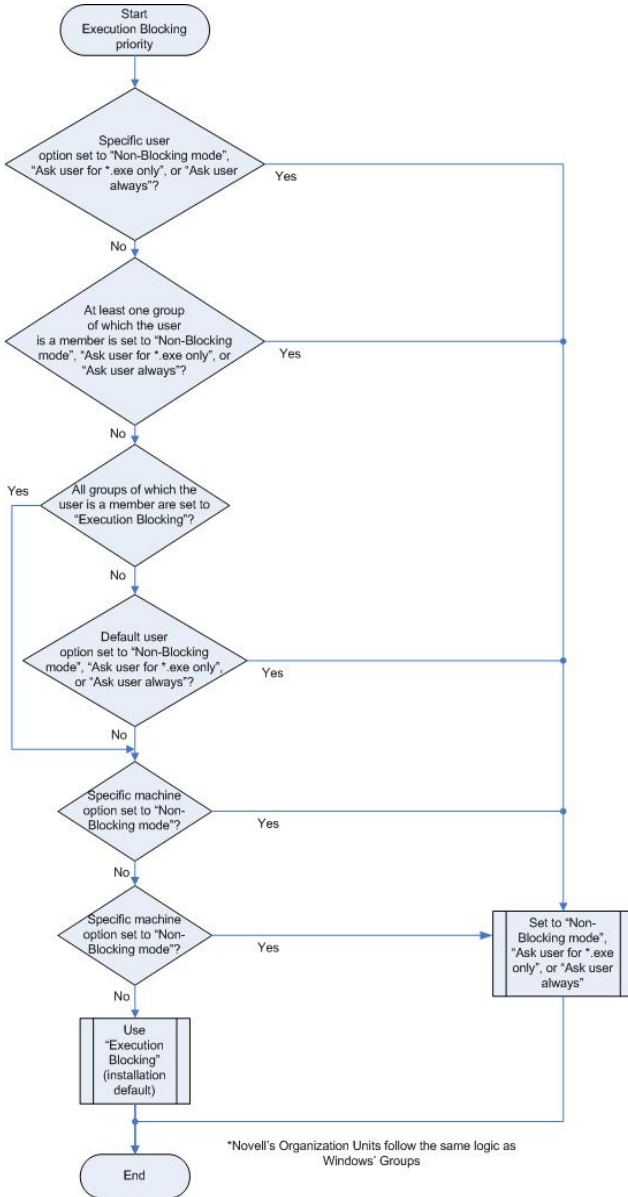 Start
Execution Blocking
priority
Specific user
option set to “Non-Blocking mode”,
“Ask user for *.exe only”, or “Ask user
always”?
Yes
No
At least one group
of which the user
is a member is set to “Non-Blocking
mode”, “Ask user for *.exe only”, or
“Ask user always”?
Yes
No
Yes
All groups of which the
user is a member are set to
“Execution Blocking”?
No
Default user
option set to “Non-Blocking
mode”, “Ask user for *.exe only”,
or “Ask user always”?
Yes
No
Specific machine
option set to “Non-
Blocking mode”?
Yes
No
Specific machine
option set to “Non-
Blocking mode”?
Yes
Set to “Non-
Blocking mode”,
“Ask user for *.exe
only”, or “Ask user
always”
No
Use
“Execution
Blocking”
(installation
default)
*Novell’s Organization Units follow the same logic as
Windows’ Groups
End